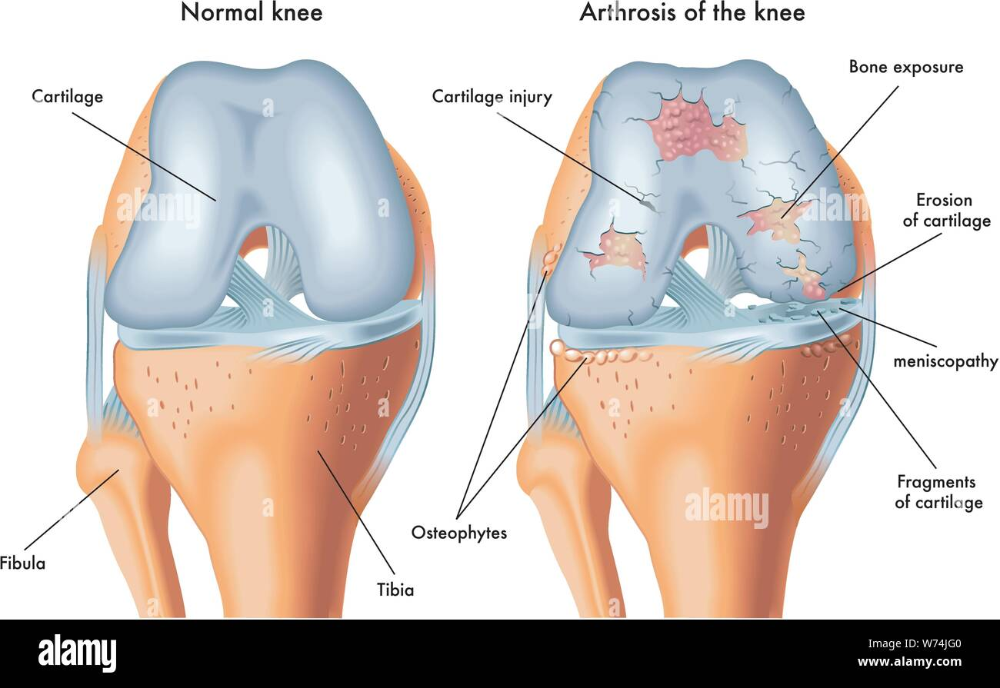 Normal knee
Arthrosis of the knee
Cartilage
Fibula
Tibia
Cartilage injury
Bone exposure
Erosion
of cartilage
meniscopathy
Fragments
of cartilage
Osteophytes
a
a
a
a
a
a
alamy
alamy
alamy
Image ID: W74JG0
www.alamy.com